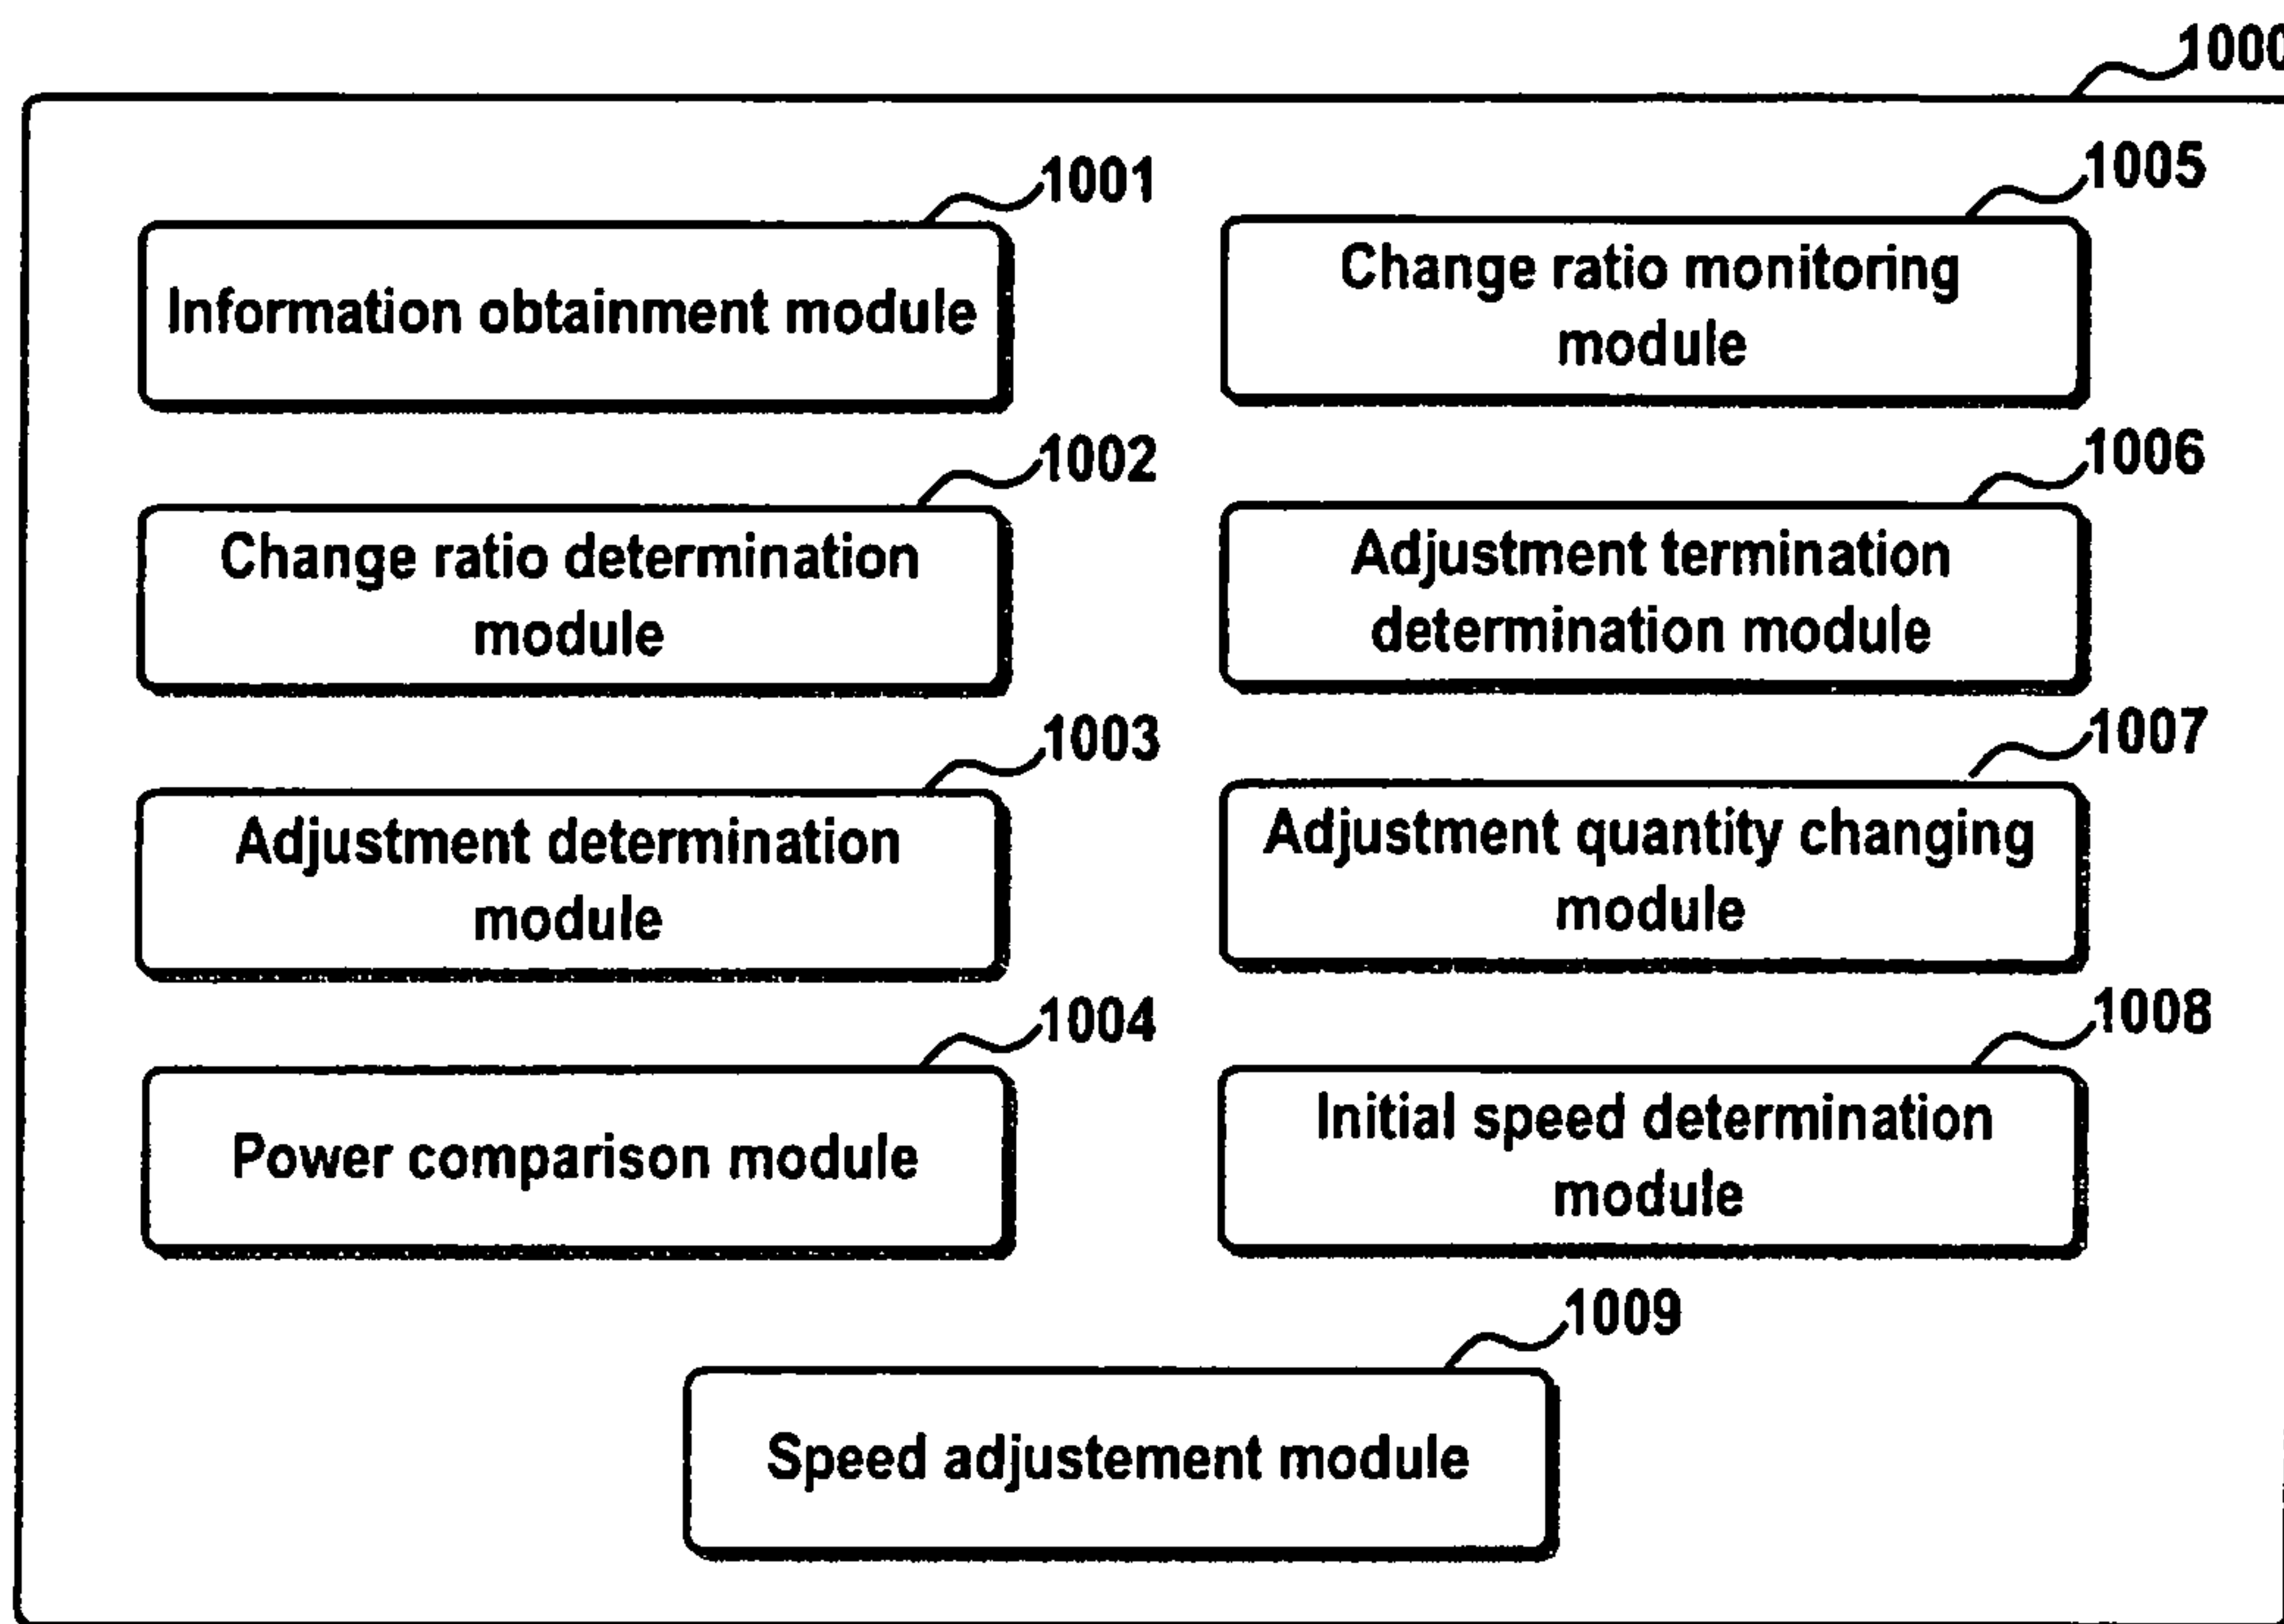 1000
1001
Information obtainment module
1002
Change ratio determination
module
1003
Adjustment determination
module
1004
Power comparison module
1005
Change ratio monitoring
module
1006
Adjustment termination
determination module
1007
Adjustment quantity changing
module
1008
Initial speed determination
module
1009
Speed adjustement module